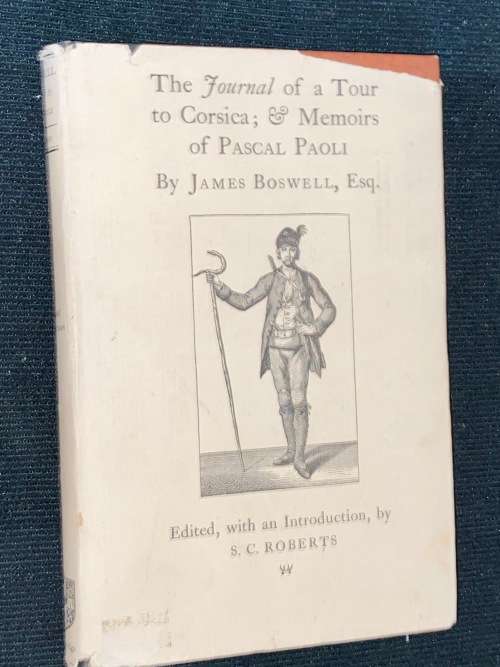 The Journal of a Tour
to Corsica; & Memoirs
of PASCAL PAOLI
By JAMES BOSWELL, Esq.
Edited, with an Introduction, by
S. C. ROBERTS